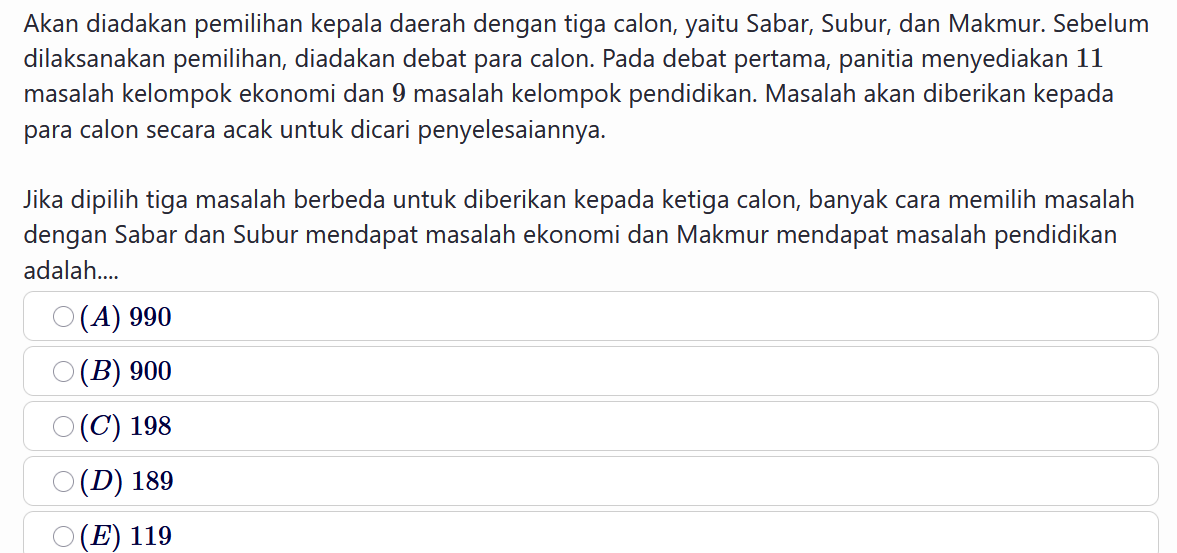 Akan diadakan pemilihan kepala daerah dengan tiga calon, yaitu Sabar, Subur, dan Makmur. Sebelum
dilaksanakan pemilihan, diadakan debat para calon. Pada debat pertama, panitia menyediakan 11
masalah kelompok ekonomi dan 9 masalah kelompok pendidikan. Masalah akan diberikan kepada
para calon secara acak untuk dicari penyelesaiannya.
Jika dipilih tiga masalah berbeda untuk diberikan kepada ketiga calon, banyak cara memilih masalah
dengan Sabar dan Subur mendapat masalah ekonomi dan Makmur mendapat masalah pendidikan
adalah....
(A) 990
(B) 900
(C) 198
(D) 189
(E) 119